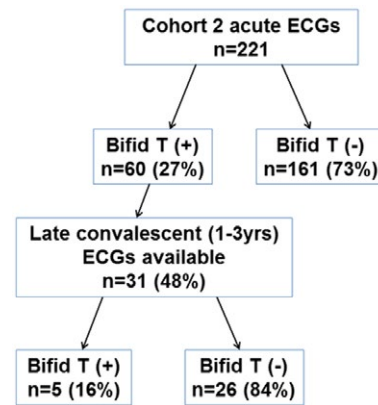 Cohort 2 acute ECGs
n=221
Bifid T (+)
n=60 (27%)
Bifid T (-)
n=161 (73%)
Late convalescent (1-3yrs)
ECGs available
n=31 (48%)
Bifid T (+)
n=5 (16%)
Bifid T (-)
n=26 (84%)